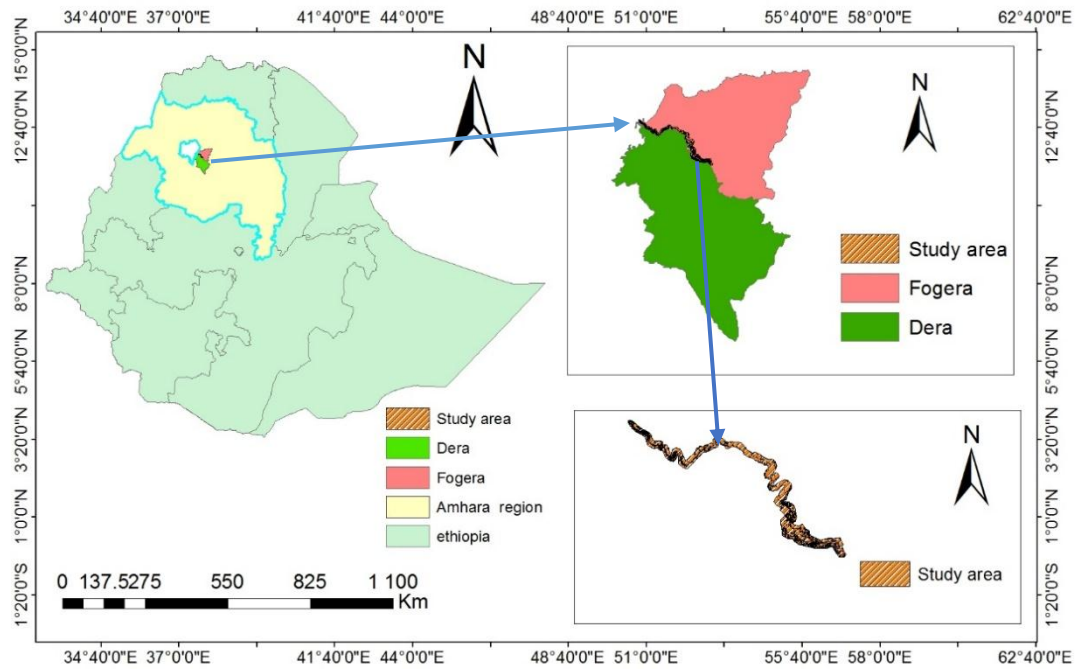 34°40'0"E 37°0'0"E 41°40'0"E 44°0'0"E 48°40'0"E 51°0'0"E 55°40'0"E 58°0'0"E 62°40'0"E
15°0'0"N
12°40'0"N
8°0'0"N
5°40'0"N
3°20'0"N
1°0'0"N
1°20'0"S
N
Study area
Dera
Fogera
Amhara region
ethiopia
0 137.5275 550 825 1 100
Km
N
Study area
Fogera
Dera
N
Study area
15°0'0"N
12°40'0"N
8°0'0"N
5°40'0"N
3°20'0"N
1°0'0"N
1°20'0"S
34°40'0"E 37°0'0"E 41°40'0"E 44°0'0"E 48°40'0"E 51°0'0"E 55°40'0"E 58°0'0"E 62°40'0"E